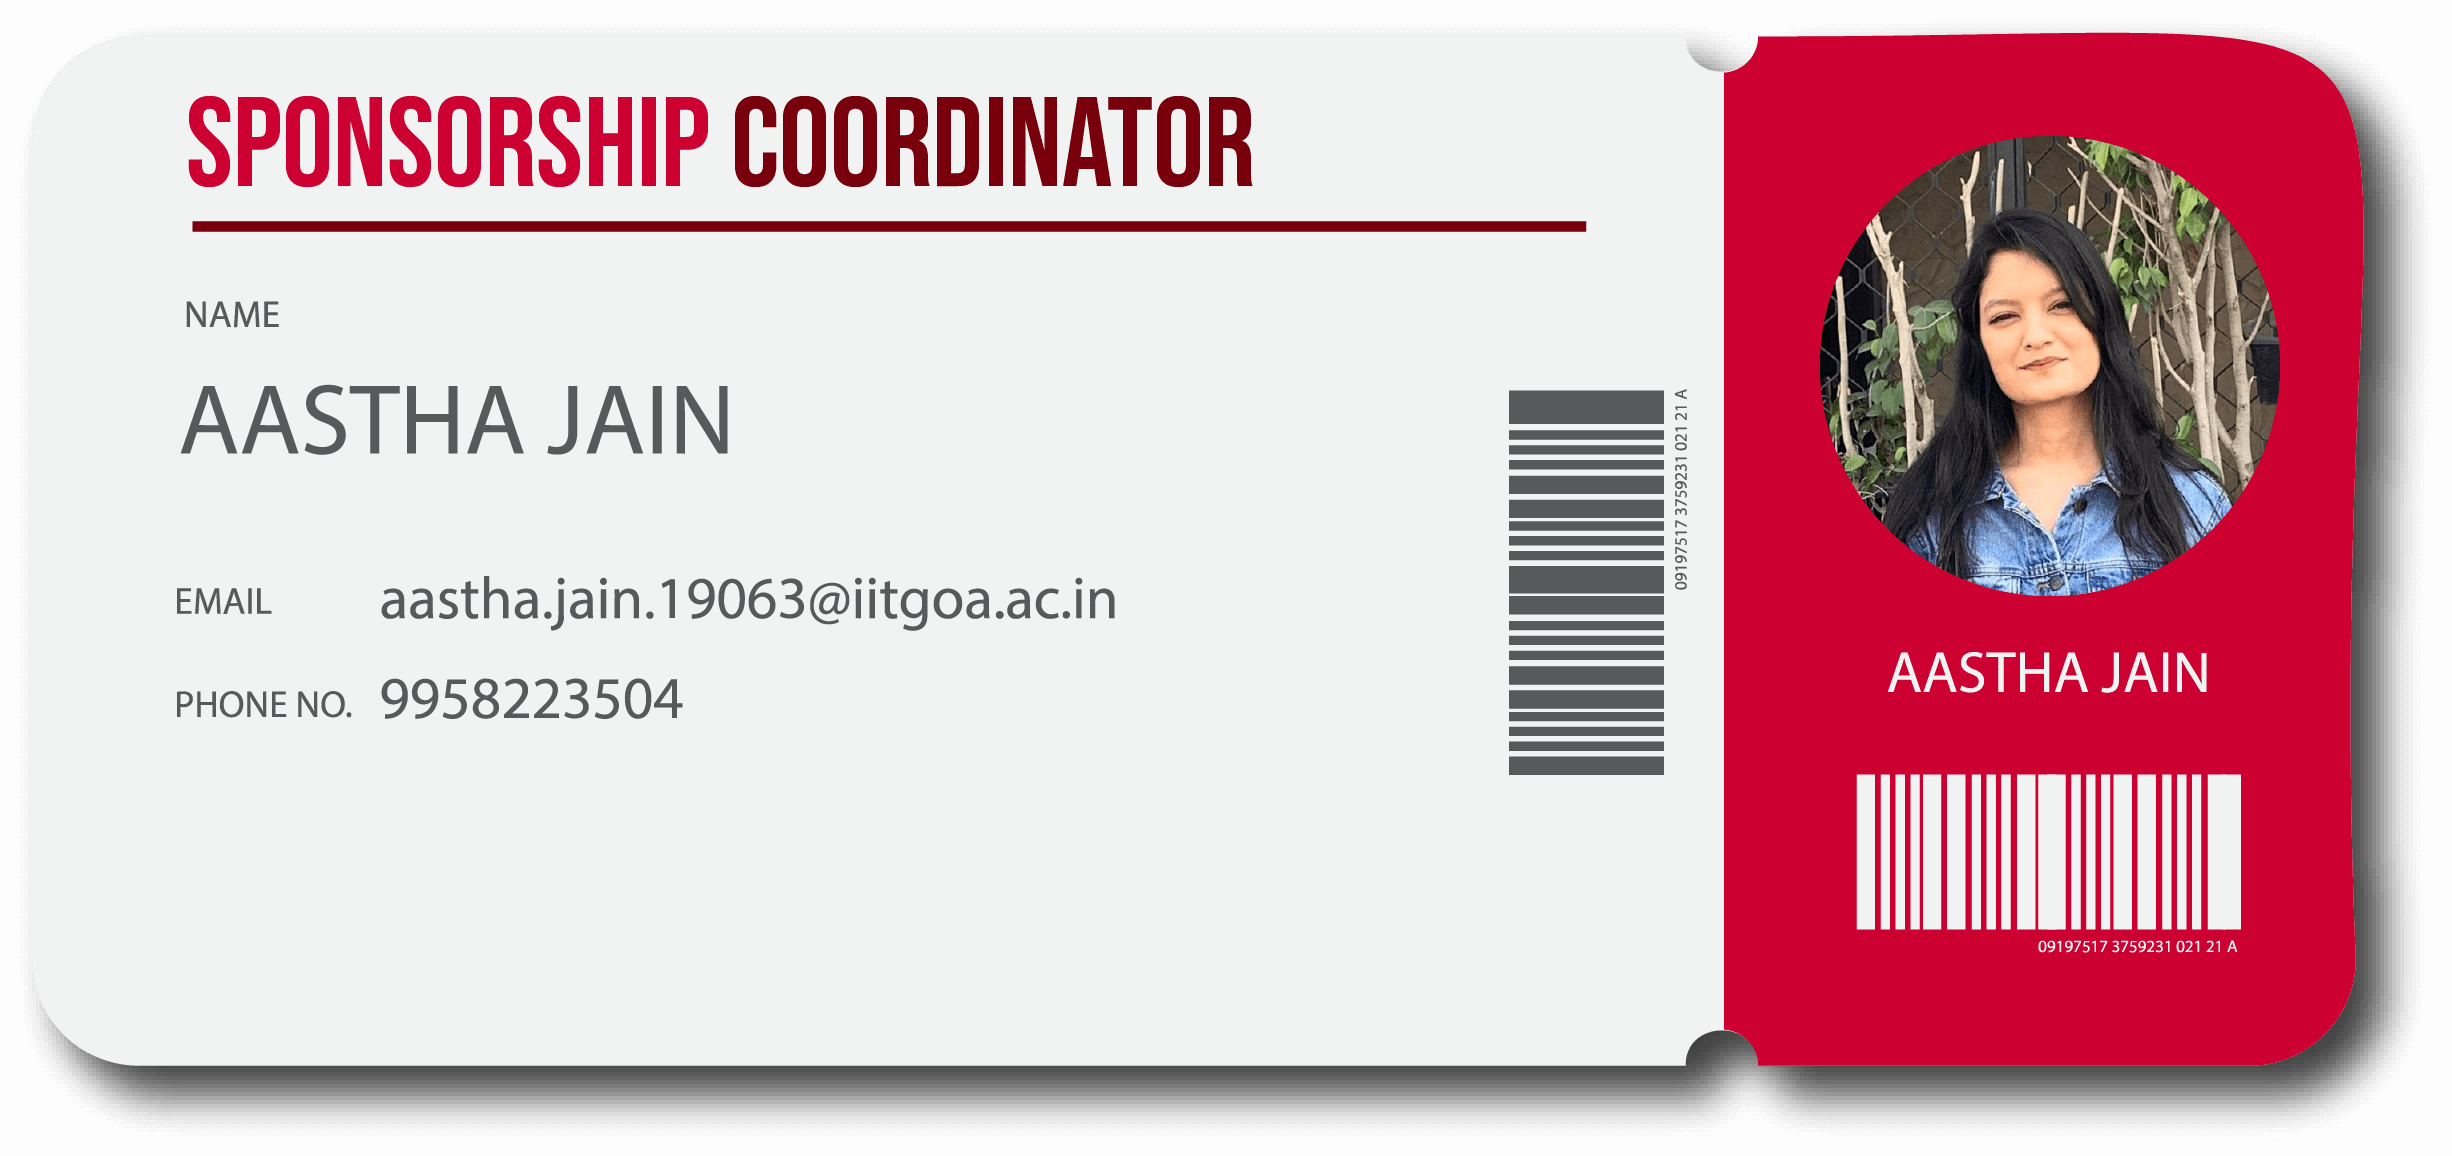 SPONSORSHIP COORDINATOR
NAME
AASTHA JAIN
EMAIL aastha.jain.19063@iitgoa.ac.in
PHONE NO. 9958223504
09197517 3759231 021 21 A
AASTHA JAIN
09197517 3759231 021 21 A